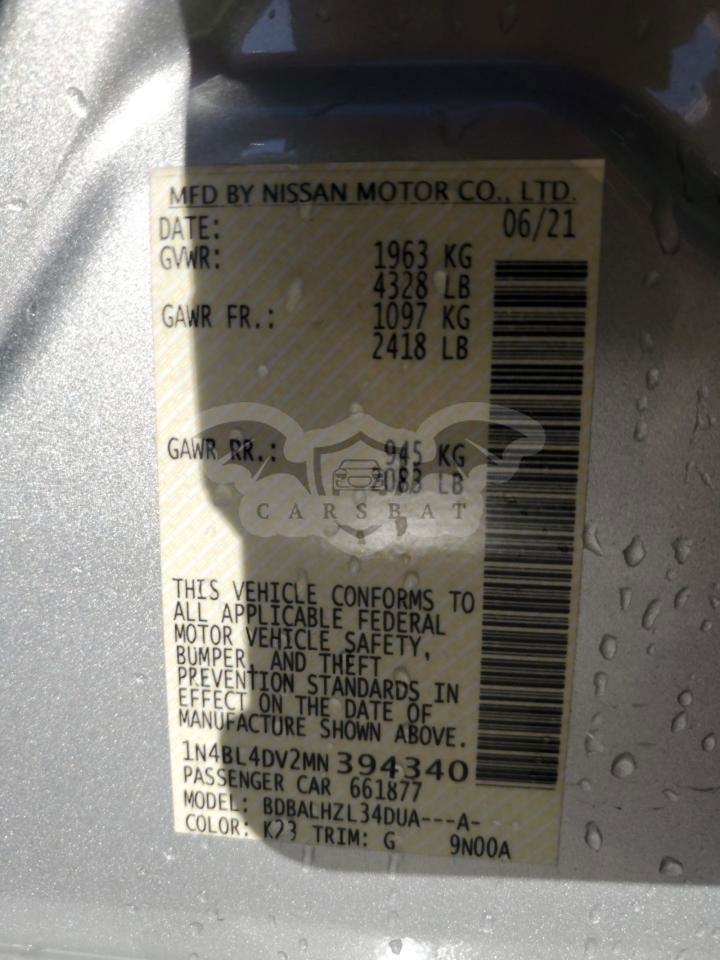 MFD BY NISSAN MOTOR CO., LTD.
DATE: 06/21
GVWR: 1963 KG
4328 LB
GAWR FR.: 1097 KG
2418 LB
GAWR RR.: 945 KG
2083 LB
CARSBAT
THIS VEHICLE CONFORMS TO
ALL APPLICABLE FEDERAL
MOTOR VEHICLE SAFETY,
BUMPER, AND THEFT
PREVENTION STANDARDS IN
EFFECT ON THE DATE OF
MANUFACTURE SHOWN ABOVE.
1N4BL4DV2MN394340
PASSENGER CAR 661877
MODEL: BDBALHZL34DUA---A-
COLOR: K23 TRIM: G 9N00A